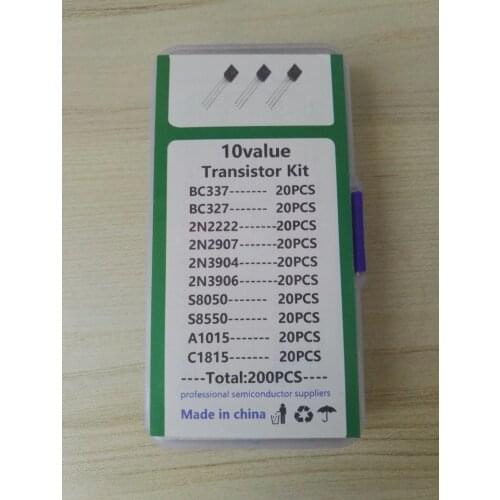 10value
Transistor Kit
BC337------- 20PCS
BC327------- 20PCS
2N2222-------20PCS
2N2907-------20PCS
2N3904-------20PCS
2N3906-------20PCS
S8050------- 20PCS
S8550------- 20PCS
A1015------- 20PCS
C1815------- 20PCS
----Total:200PCS----
professional semiconductor suppliers
Made in china